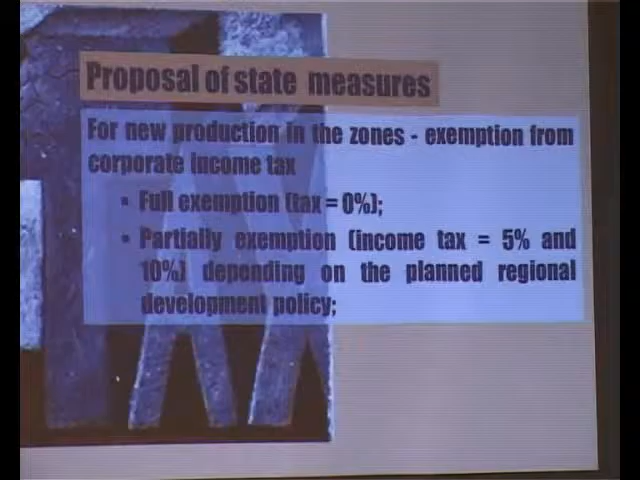 Proposal of state measures
For new production in the zones - exemption from
corporate income tax
• Full exemption (tax = 0%);
• Partially exemption (income tax = 5% and
10%) depending on the planned regional
development policy;